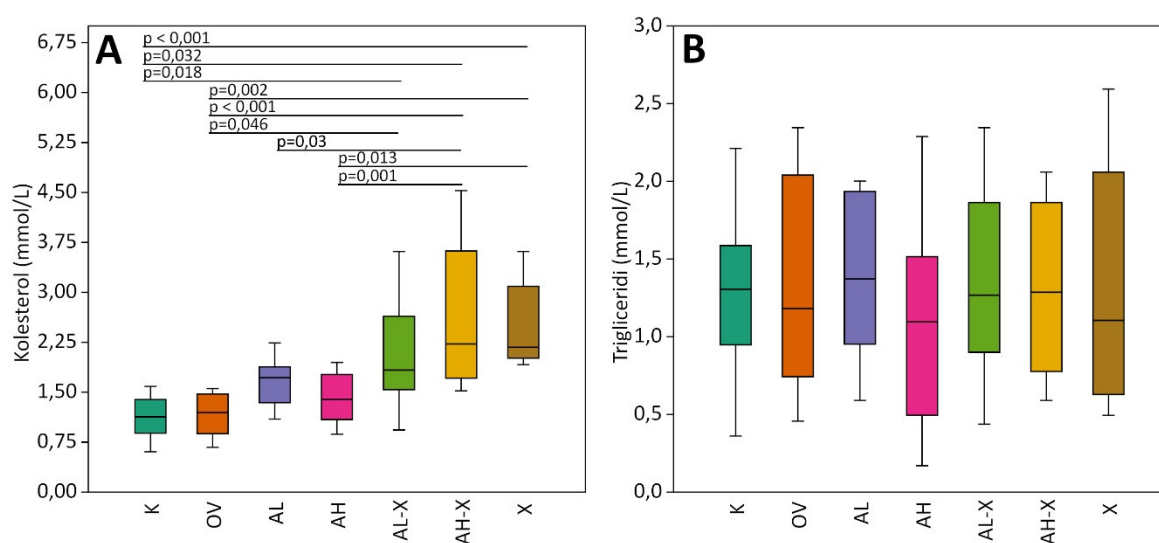 A
Kolesterol (mmol/L)
6,75
6,00
5,25
4,50
3,75
3,00
2,25
1,50
0,75
0,00
p < 0,001
p=0,032
p=0,018
p=0,002
p < 0,001
p=0,046
p=0,03
p=0,013
p=0,001
K
OV
AL
AH
AL-X
AH-X
X
B
Trigliceridi (mmol/L)
3,0
2,5
2,0
1,5
1,0
0,5
0,0
K
OV
AL
AH
AL-X
AH-X
X